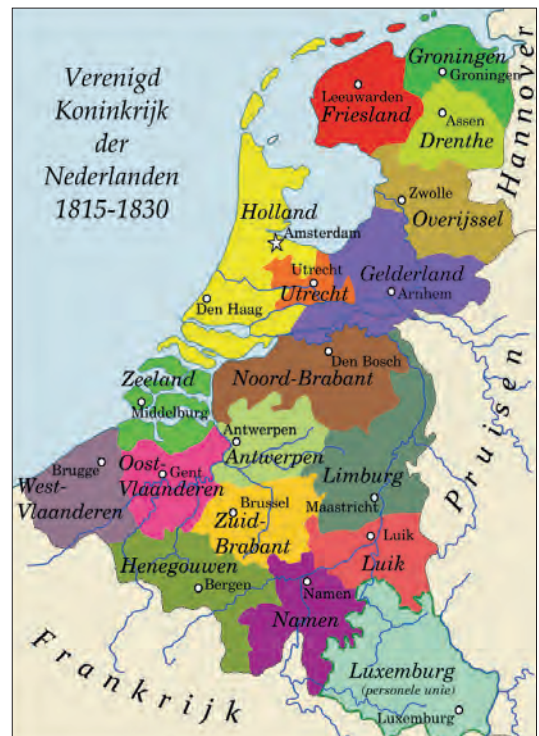 Verenigd
Koninkrijk
der
Nederlanden
1815-1830
Groningen
Groningen
Hannover
Leeuwarden
Friesland
Assen
Drenthe
Zwolle
Overijssel
Holland
Amsterdam
Utrecht
Utrecht
Gelderland
Arnhem
Den Haag
Den Bosch
Noord-Brabant
Zeeland
Middelburg
Pruisen
Antwerpen
Antwerpen
Brugge
West-
Vlaanderen
Oost-
Gent
Vlaanderen
Limburg
Maastricht
Brussel
Zuid-
Brabant
Luik
Luik
Henegouwen
Bergen
Namen
Namen
Frankrijk
Luxemburg
(personele unie)
Luxemburg